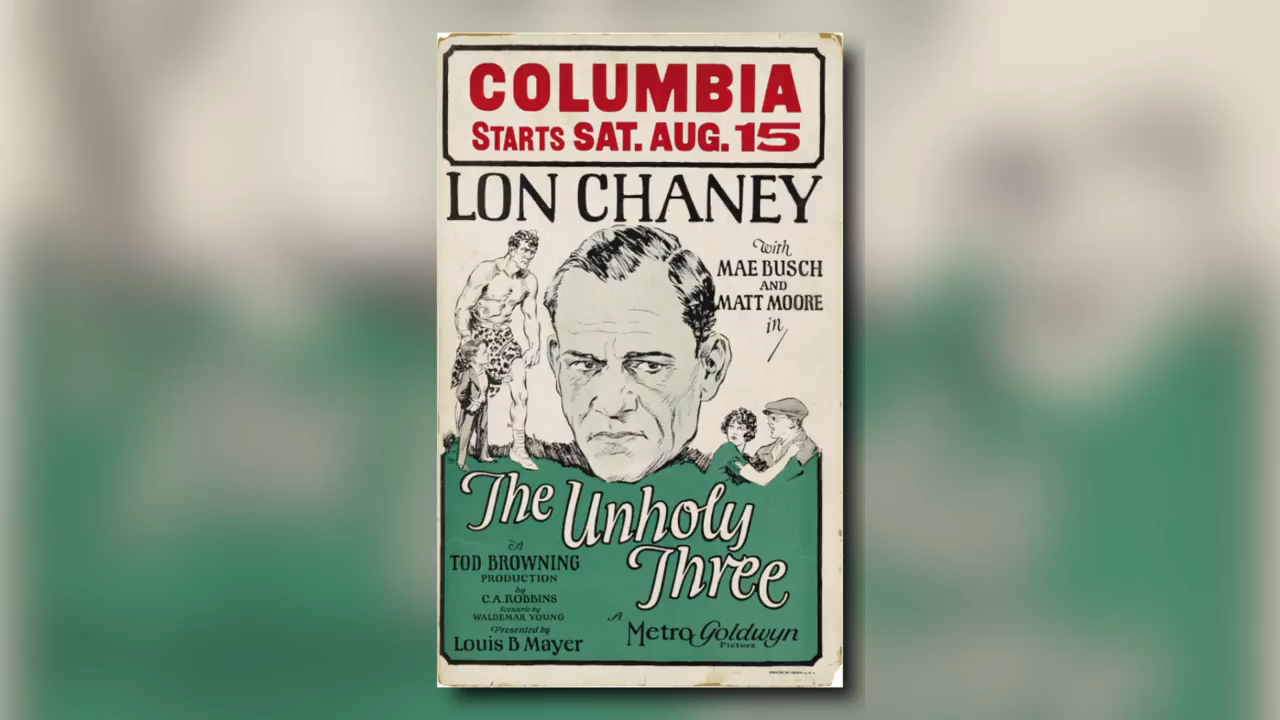 COLUMBIA
STARTS SAT. AUG. 15
LON CHANEY
With
MAE BUSCH
AND
MATT MOORE
in
The Unholy
Three
A
TOD BROWNING
PRODUCTION
by
C.A. ROBBINS
Scenario by
WALDEMAR YOUNG
Presented by
Louis B Mayer
A
Metro Goldwyn
Picture